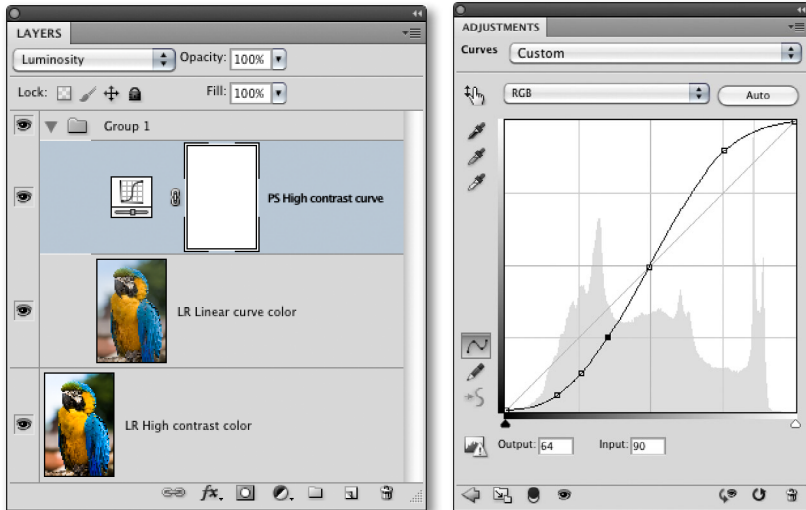 LAYERS
Luminosity Opacity: 100%
Lock: Fill: 100%
Group 1
PS High contrast curve
LR Linear curve color
LR High contrast color
fx.
ADJUSTMENTS
Curves Custom
RGB Auto
Output: 64 Input: 90